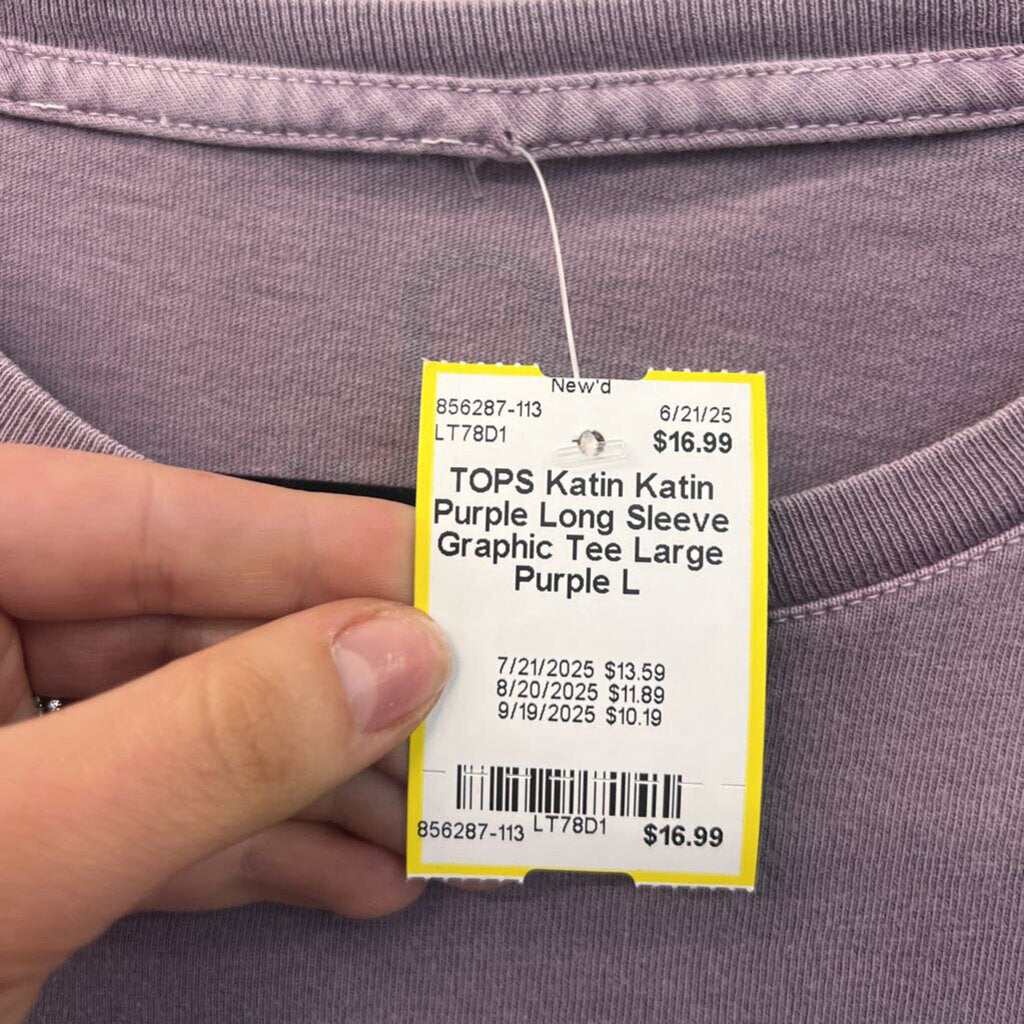 New'd
856287-113 6/21/25
LT78D1 $16.99
TOPS Katin Katin
Purple Long Sleeve
Graphic Tee Large
Purple L
7/21/2025 $13.59
8/20/2025 $11.89
9/19/2025 $10.19
856287-113 LT78D1 $16.99